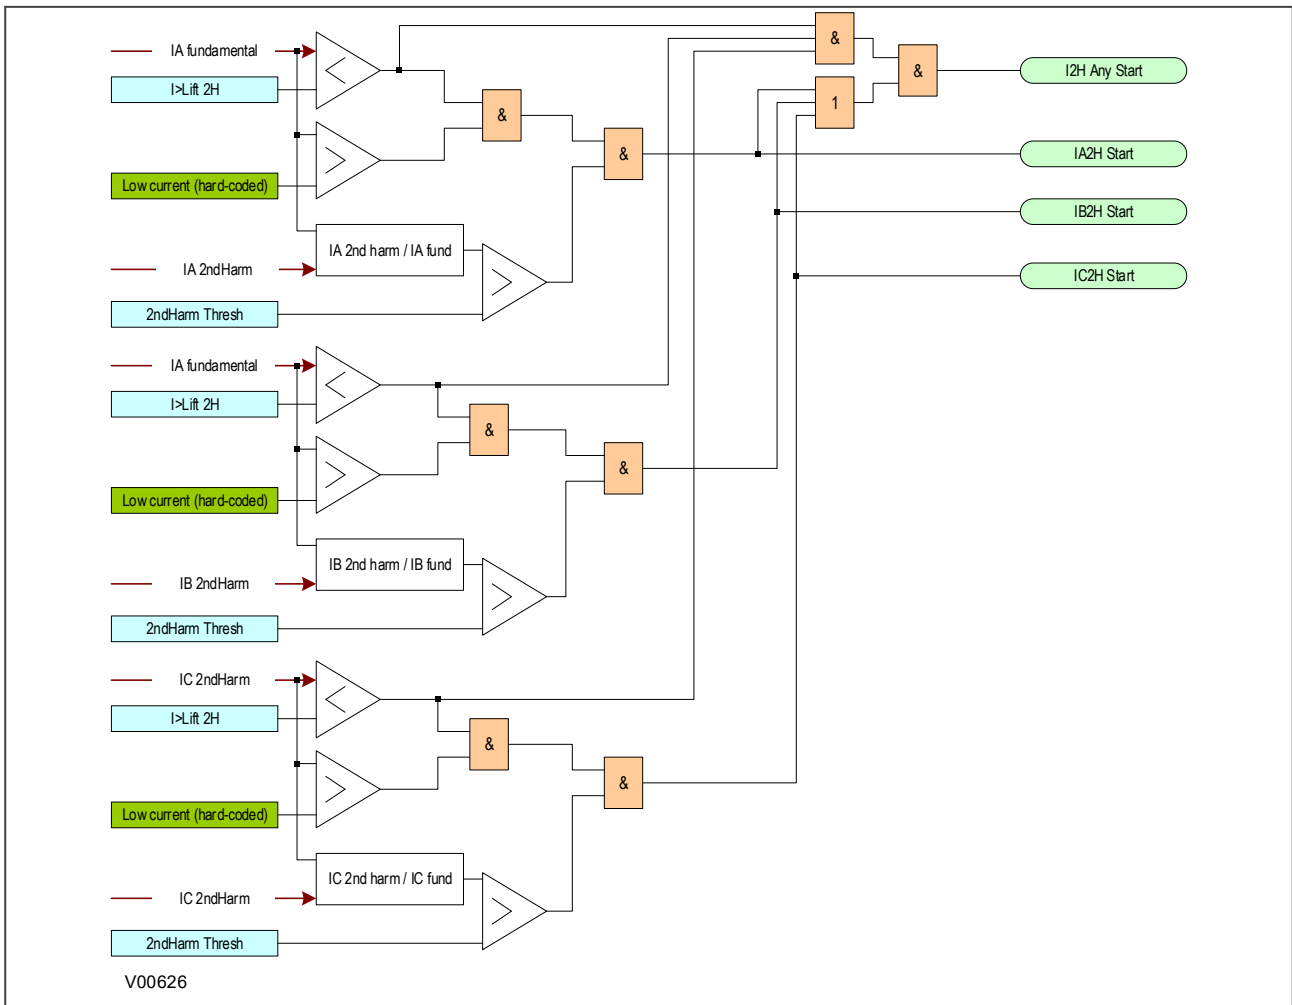 IA fundamental
I>Lift 2H
Low current (hard-coded)
IA 2nd harm / IA fund
IA 2ndHarm
2ndHarm Thresh
&
&
&
1
&
I2H Any Start
IA2H Start
IB2H Start
IC2H Start
IA fundamental
I>Lift 2H
Low current (hard-coded)
IB 2nd harm / IB fund
IB 2ndHarm
2ndHarm Thresh
&
&
IC 2ndHarm
I>Lift 2H
Low current (hard-coded)
IC 2nd harm / IC fund
IC 2ndHarm
2ndHarm Thresh
&
&
V00626